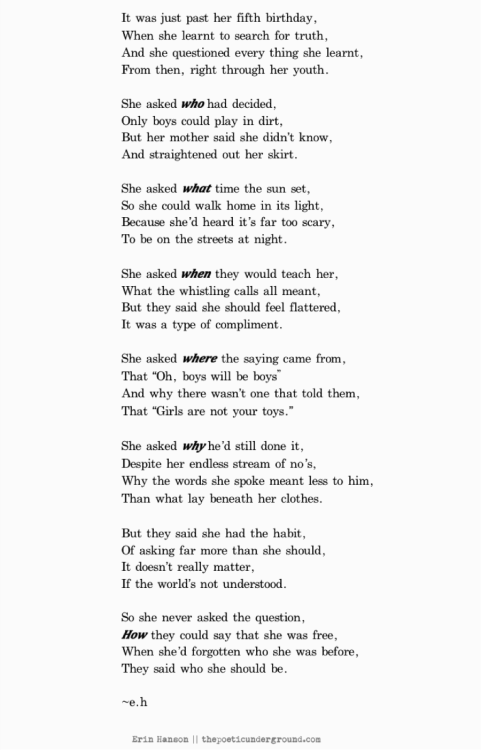 It was just past her fifth birthday,
When she learnt to search for truth,
And she questioned every thing she learnt,
From then, right through her youth.

She asked who had decided,
Only boys could play in dirt,
But her mother said she didn't know,
And straightened out her skirt.

She asked what time the sun set,
So she could walk home in its light,
Because she'd heard it's far too scary,
To be on the streets at night.

She asked when they would teach her,
What the whistling calls all meant,
But they said she should feel flattered,
It was a type of compliment.

She asked where the saying came from,
That “Oh, boys will be boys”
And why there wasn't one that told them,
That “Girls are not your toys.”

She asked why he'd still done it,
Despite her endless stream of no's,
Why the words she spoke meant less to him,
Than what lay beneath her clothes.

But they said she had the habit,
Of asking far more than she should,
It doesn't really matter,
If the world's not understood.

So she never asked the question,
How they could say that she was free,
When she'd forgotten who she was before,
They said who she should be.

~e.h

Erin Hanson || thepoeticunderground.com